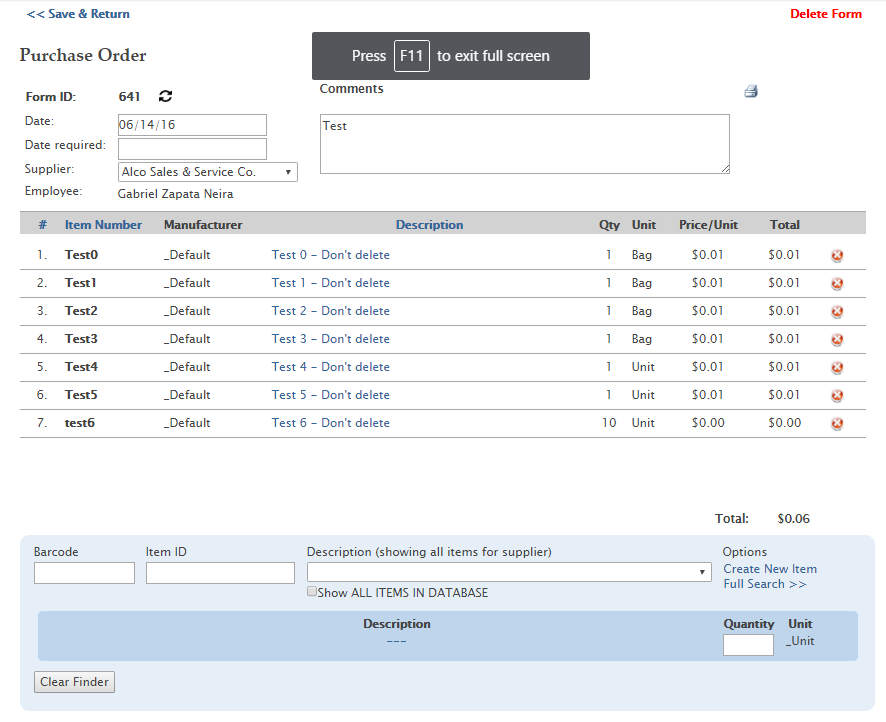 << Save & Return Delete Form
Purchase Order
Press F11 to exit full screen
Form ID: 641
Comments
Date: 06/14/16
Test
Date required:
Supplier: Alco Sales & Service Co.
Employee: Gabriel Zapata Neira
# Item Number Manufacturer Description Qty Unit Price/Unit Total
1. Test0 _Default Test 0 - Don't delete 1 Bag $0.01 $0.01
2. Test1 _Default Test 1 - Don't delete 1 Bag $0.01 $0.01
3. Test2 _Default Test 2 - Don't delete 1 Bag $0.01 $0.01
4. Test3 _Default Test 3 - Don't delete 1 Bag $0.01 $0.01
5. Test4 _Default Test 4 - Don't delete 1 Unit $0.01 $0.01
6. Test5 _Default Test 5 - Don't delete 1 Unit $0.01 $0.01
7. test6 _Default Test 6 - Don't delete 10 Unit $0.00 $0.00
Total: $0.06
Barcode Item ID Description (showing all items for supplier) Options
Create New Item
Full Search >>
Show ALL ITEMS IN DATABASE
Description Quantity Unit
--- _Unit
Clear Finder